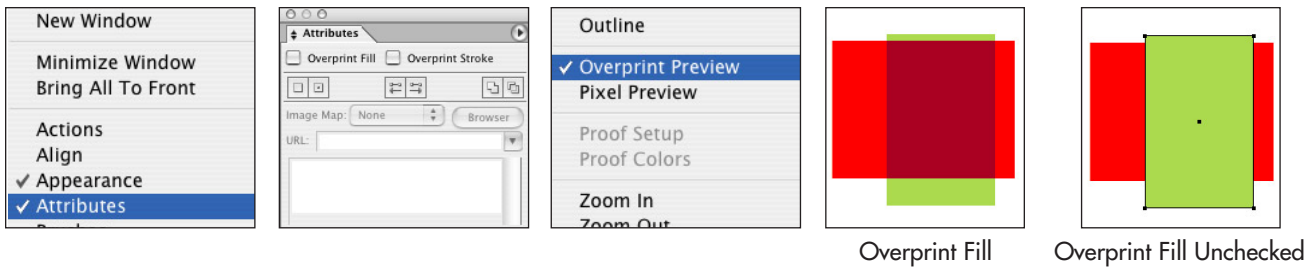 New Window
Minimize Window
Bring All To Front
Actions
Align
✓ Appearance
✓ Attributes
Attributes
Overprint Fill Overprint Stroke
Image Map: None Browser
URL:
Outline
✓ Overprint Preview
Pixel Preview
Proof Setup
Proof Colors
Zoom In
Zoom Out
Overprint Fill
Overprint Fill Unchecked